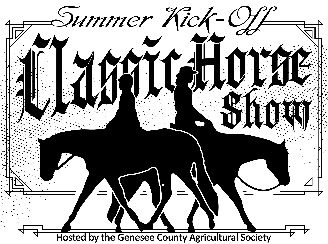 Summer Kick-Off
Classic Horse
Show
Hosted by the Genesee County Agricultural Society